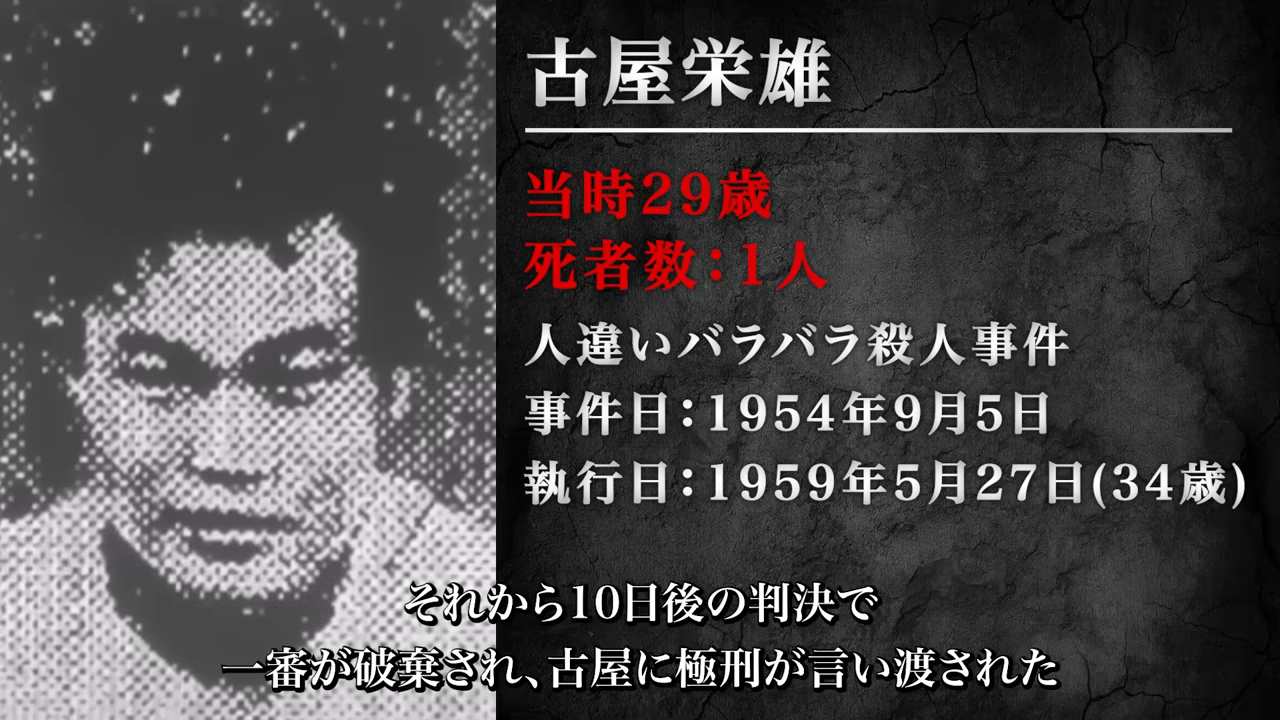 古屋栄雄
当時29歳
死者数：1人
人違いバラバラ殺人事件
事件日：1954年9月5日
執行日：1959年5月27日(34歳)
それから10日後の判決で
一審が破棄され、古屋に極刑が言い渡された